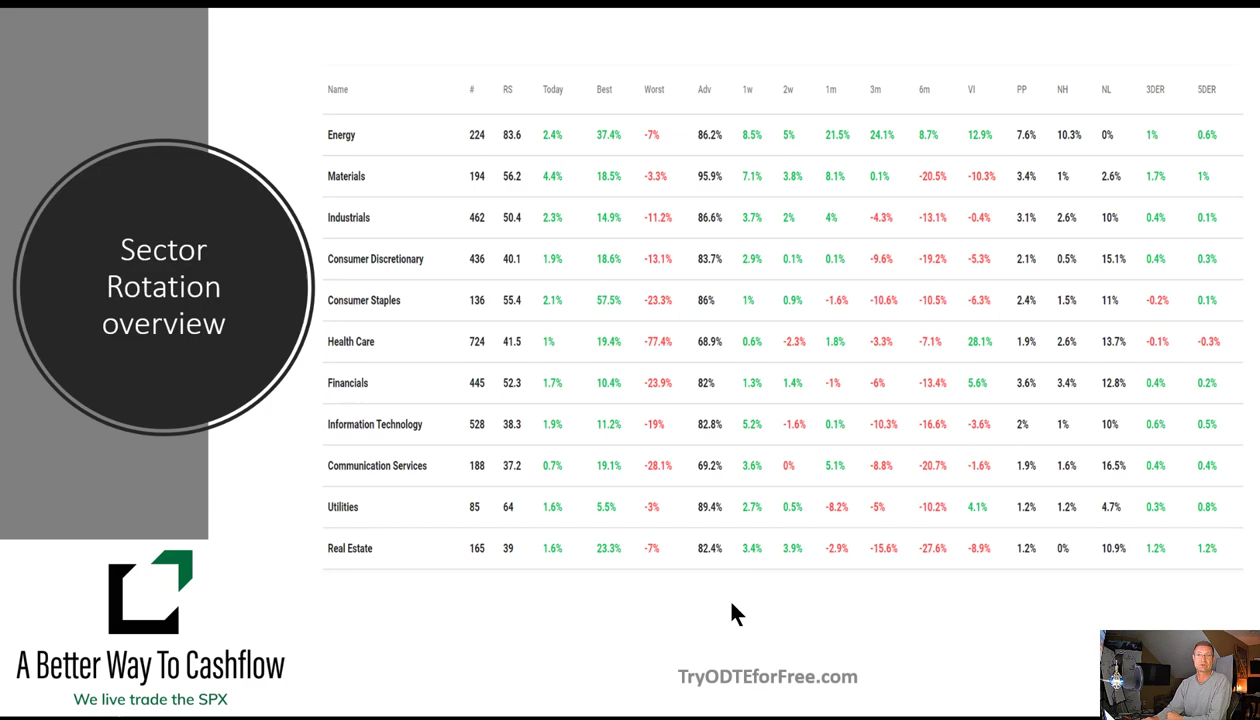 Sector
Rotation
overview
Name # RS Today Best Worst Adv 1w 2w 1m 3m 6m VI PP NH NL 3DER 5DER
Energy 224 83.6 2.4% 37.4% -7% 86.2% 8.5% 5% 21.5% 24.1% 8.7% 12.9% 7.6% 10.3% 0% 1% 0.6%
Materials 194 56.2 4.4% 18.5% -3.3% 95.9% 7.1% 3.8% 8.1% 0.1% -20.5% -10.3% 3.4% 1% 2.6% 1.7% 1%
Industrials 462 50.4 2.3% 14.9% -11.2% 86.6% 3.7% 2% 4% -4.3% -13.1% -0.4% 3.1% 2.6% 10% 0.4% 0.1%
Consumer Discretionary 436 40.1 1.9% 18.6% -13.1% 83.7% 2.9% 0.1% 0.1% -9.6% -19.2% -5.3% 2.1% 0.5% 15.1% 0.4% 0.3%
Consumer Staples 136 55.4 2.1% 57.5% -23.3% 86% 1% 0.9% -1.6% -10.6% -10.5% -6.3% 2.4% 1.5% 11% -0.2% 0.1%
Health Care 724 41.5 1% 19.4% -77.4% 68.9% 0.6% -2.3% 1.8% -3.3% -7.1% 28.1% 1.9% 2.6% 13.7% -0.1% -0.3%
Financials 445 52.3 1.7% 10.4% -23.9% 82% 1.3% 1.4% -1% -6% -13.4% 5.6% 3.6% 3.4% 12.8% 0.4% 0.2%
Information Technology 528 38.3 1.9% 11.2% -19% 82.8% 5.2% -1.6% 0.1% -10.3% -16.6% -3.6% 2% 1% 10% 0.6% 0.5%
Communication Services 188 37.2 0.7% 19.1% -28.1% 69.2% 3.6% 0% 5.1% -8.8% -20.7% -1.6% 1.9% 1.6% 16.5% 0.4% 0.4%
Utilities 85 64 1.6% 5.5% -3% 89.4% 2.7% 0.5% -8.2% -5% -10.2% 4.1% 1.2% 1.2% 4.7% 0.3% 0.8%
Real Estate 165 39 1.6% 23.3% -7% 82.4% 3.4% 3.9% -2.9% -15.6% -27.6% -8.9% 1.2% 0% 10.9% 1.2% 1.2%
A Better Way To Cashflow
We live trade the SPX
TryODTEforFree.com